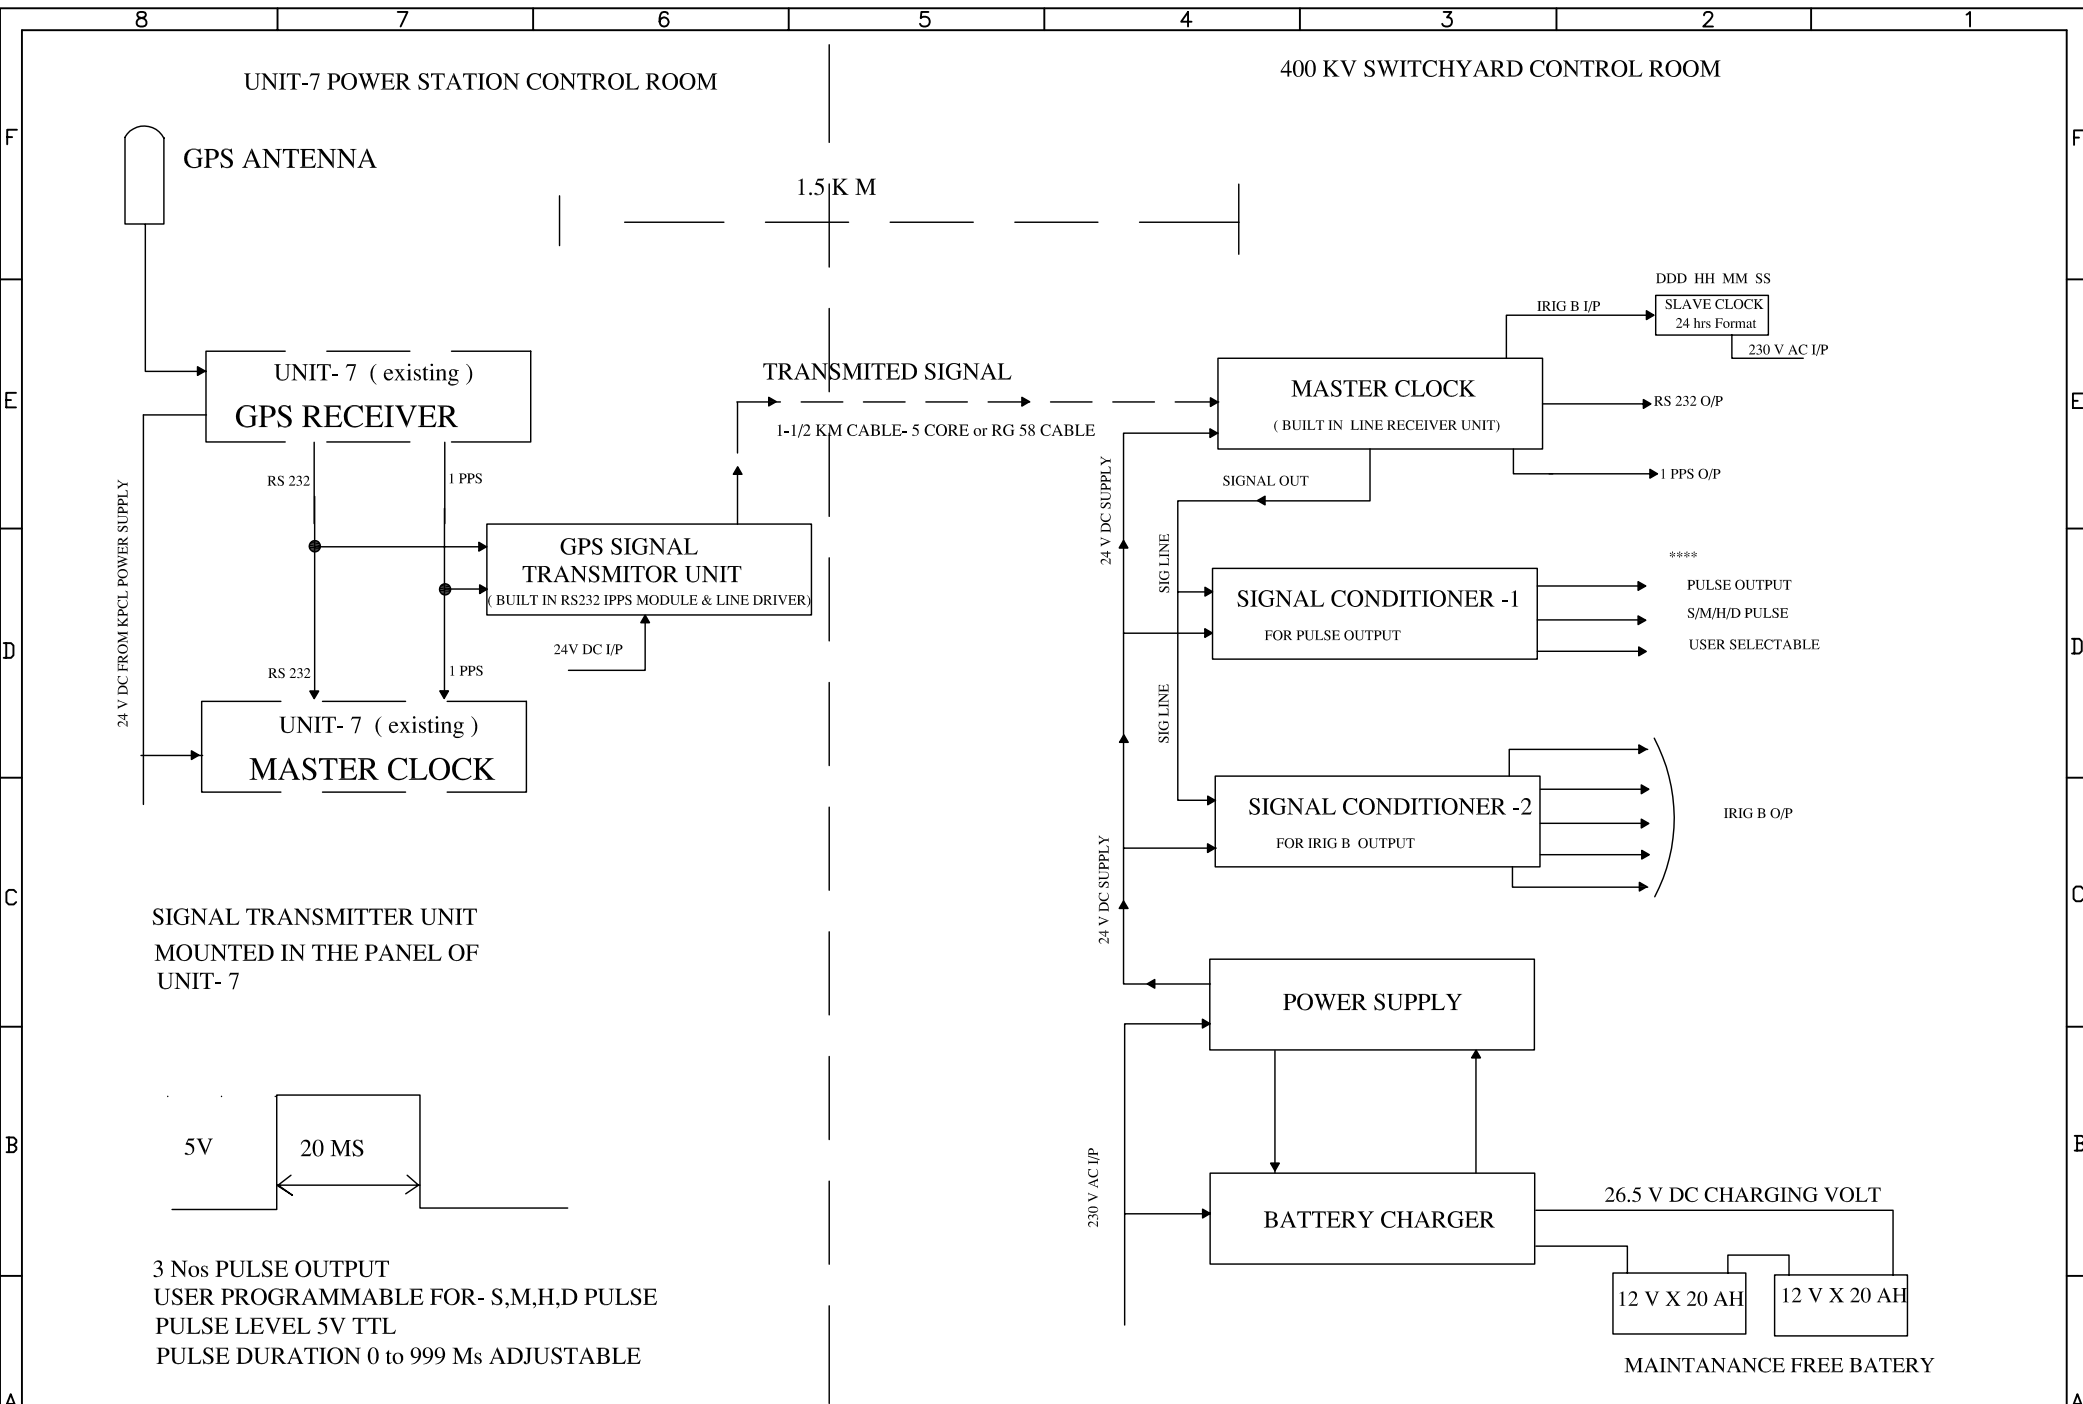 8 7 6 5 4 3 2 1
UNIT-7 POWER STATION CONTROL ROOM
400 KV SWITCHYARD CONTROL ROOM
F F
GPS ANTENNA
1.5 K M
DDD HH MM SS
SLAVE CLOCK
24 hrs Format
IRIG B I/P
230 V AC I/P
UNIT- 7 ( existing )
GPS RECEIVER
TRANSMITED SIGNAL
1-1/2 KM CABLE- 5 CORE or RG 58 CABLE
MASTER CLOCK
( BUILT IN LINE RECEIVER UNIT)
RS 232 O/P
E E
RS 232
1 PPS
SIGNAL OUT
1 PPS O/P
24 V DC FROM KPCL POWER SUPPLY
24 V DC SUPPLY
SIG LINE
GPS SIGNAL
TRANSMITOR UNIT
( BUILT IN RS232 IPPS MODULE & LINE DRIVER)
24V DC I/P
SIGNAL CONDITIONER -1
FOR PULSE OUTPUT
****
PULSE OUTPUT
S/M/H/D PULSE
USER SELECTABLE
D D
RS 232
1 PPS
SIG LINE
UNIT- 7 ( existing )
MASTER CLOCK
SIGNAL CONDITIONER -2
FOR IRIG B OUTPUT
IRIG B O/P
24 V DC SUPPLY
C C
SIGNAL TRANSMITTER UNIT
MOUNTED IN THE PANEL OF
UNIT- 7
POWER SUPPLY
B B
5V
20 MS
230 V AC I/P
BATTERY CHARGER
26.5 V DC CHARGING VOLT
12 V X 20 AH
12 V X 20 AH
MAINTANANCE FREE BATERY
3 Nos PULSE OUTPUT
USER PROGRAMMABLE FOR- S,M,H,D PULSE
PULSE LEVEL 5V TTL
PULSE DURATION 0 to 999 Ms ADJUSTABLE
A A